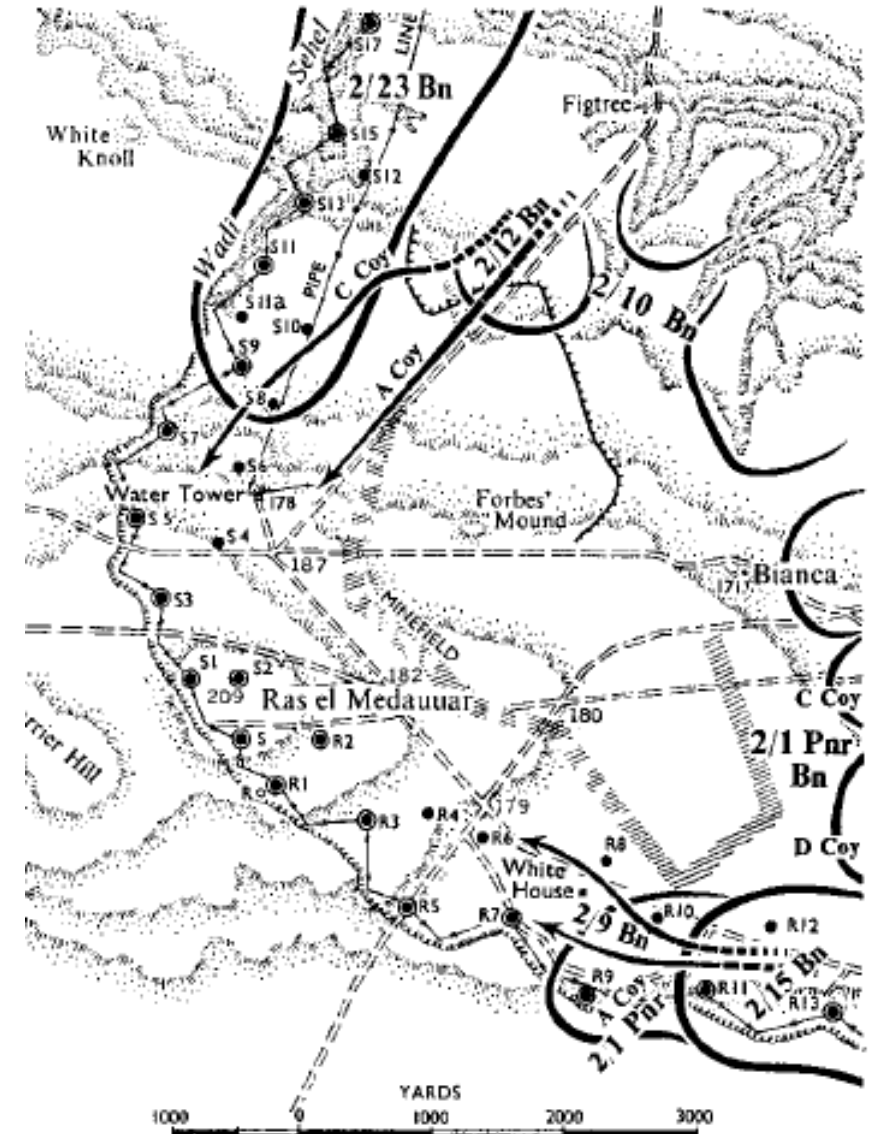 S17
Sehel
LINE
2/23 Bn
Figtree
White
Knoll
S15
S12
S13
Wadi
S11
PIPE
C Coy
2/12 Bn
2/10 Bn
S11a
S10
S9
A Coy
S8
S7
S6
Water Tower
178
Forbes'
Mound
S5
S4
187
171
Bianca
S3
MINEFIELD
S1
S2
182
209
Ras el Medauuar
C Coy
180
2/1 Pnr
Bn
S
R2
rrier Hill
R1
Ro
179
R3
R4
R6
R8
D Coy
White
House
R5
R7
2/9 Bn
R10
R12
R9
A Coy
2/1 Pnr
R11
2/15 Bn
R13
YARDS
1000 0 1000 2000 3000